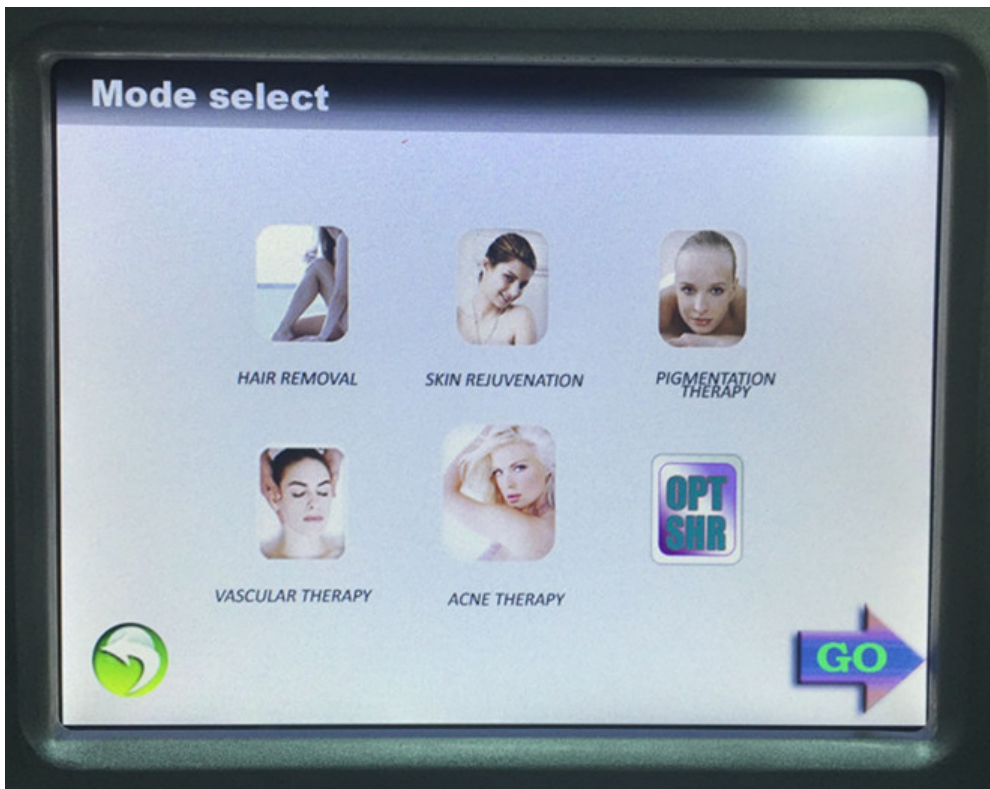 Mode select
HAIR REMOVAL
SKIN REJUVENATION
PIGMENTATION
THERAPY
VASCULAR THERAPY
ACNE THERAPY
OPT
SHR
GO